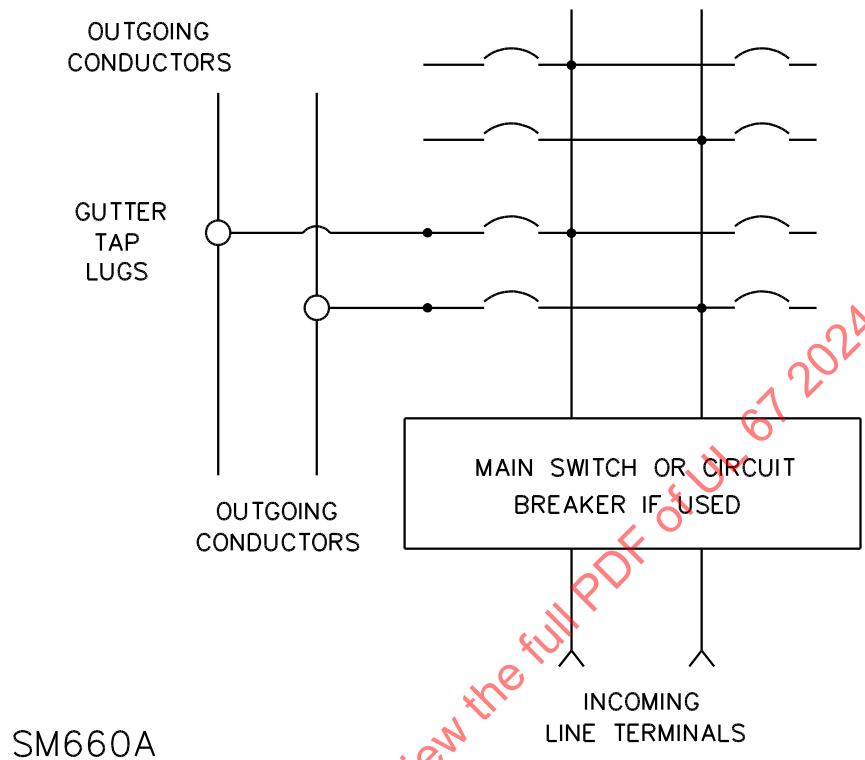 OUTGOING
CONDUCTORS
GUTTER
TAP
LUGS
OUTGOING
CONDUCTORS
MAIN SWITCH OR CIRCUIT
BREAKER IF USED
INCOMING
LINE TERMINALS
SM660A
view the full PDF of UL 67 2024